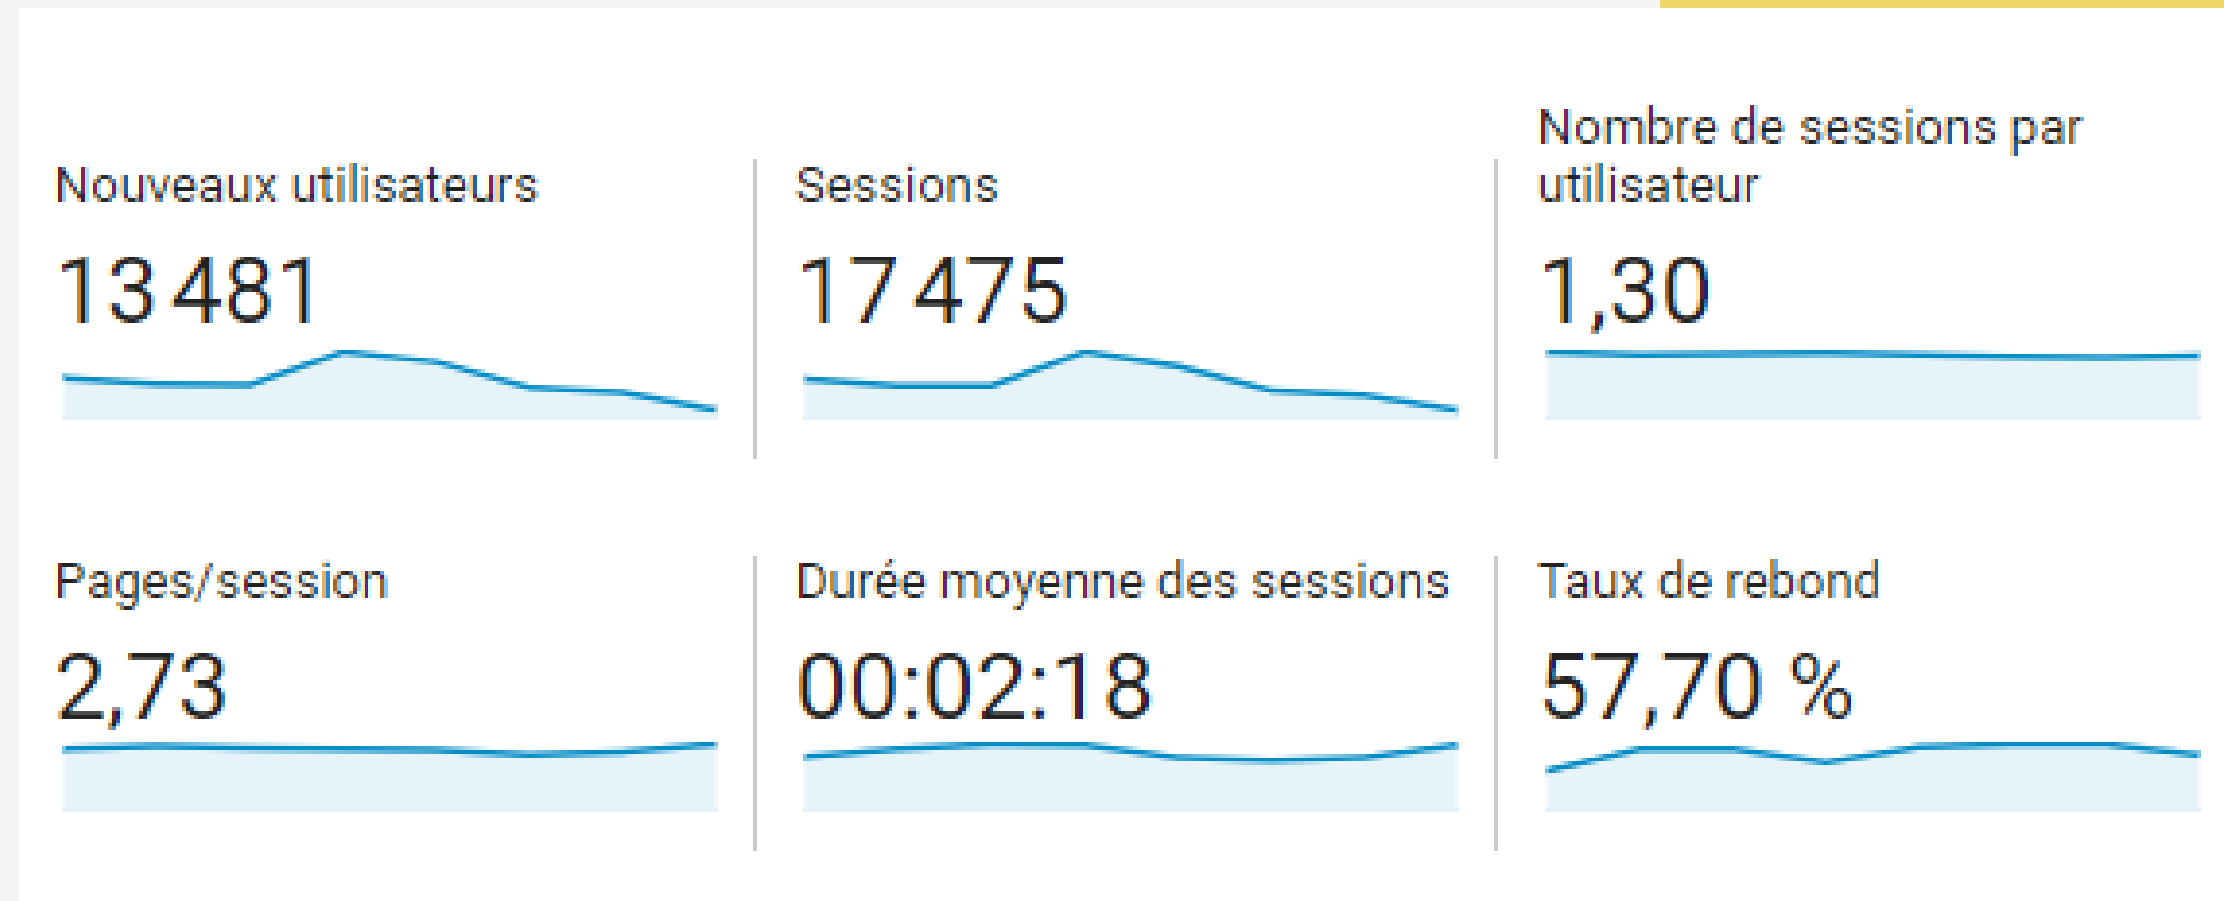 Nouveaux utilisateurs
13 481
Sessions
17 475
Nombre de sessions par
utilisateur
1,30
Pages/session
2,73
Durée moyenne des sessions
00:02:18
Taux de rebond
57,70 %